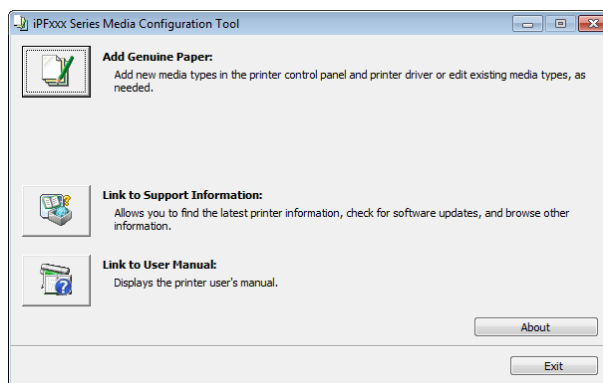 iPFxxx Series Media Configuration Tool
Add Genuine Paper:
Add new media types in the printer control panel and printer driver or edit existing media types, as
needed.
Link to Support Information:
Allows you to find the latest printer information, check for software updates, and browse other
information.
Link to User Manual:
Displays the printer user's manual.
About
Exit